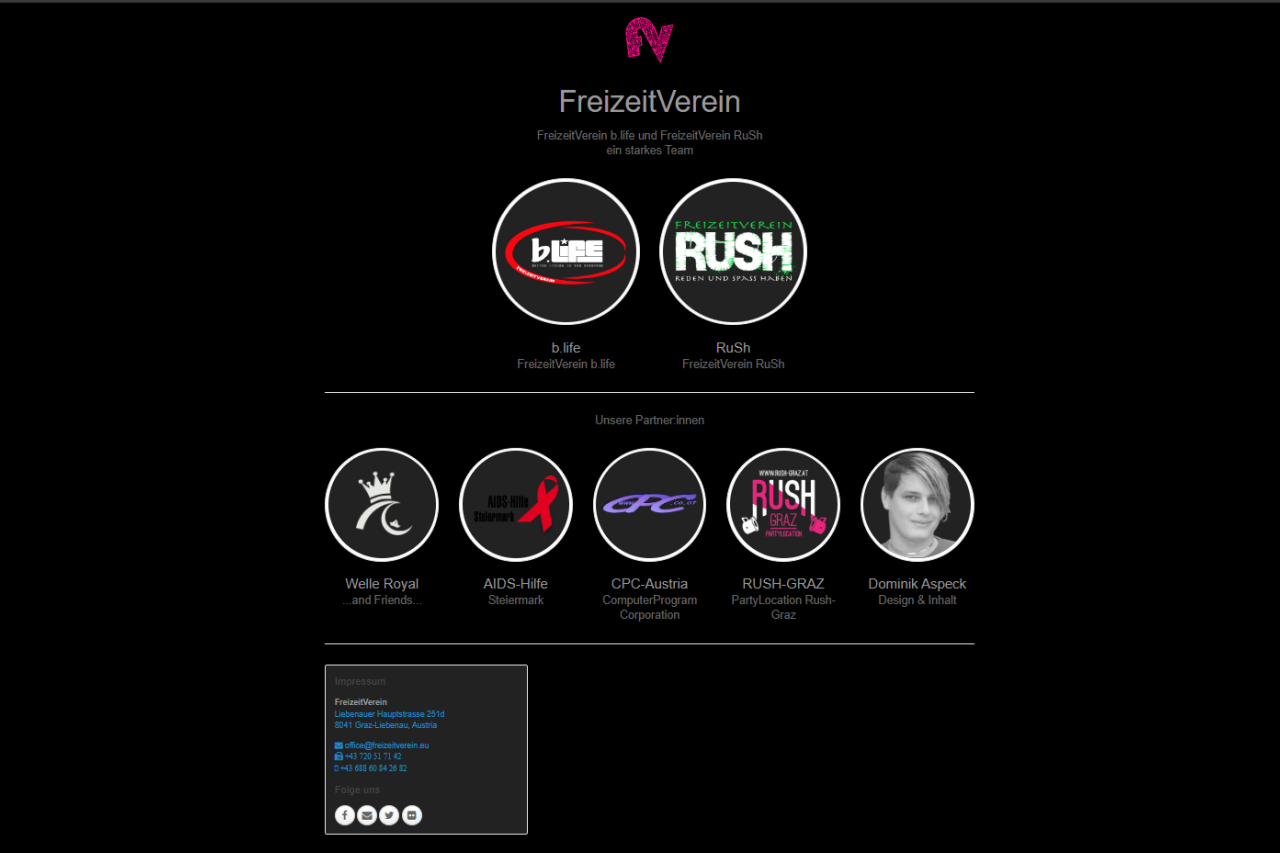 FV
FreizeitVerein
FreizeitVerein b.life und FreizeitVerein RuSh
ein starkes Team
b.LiFE
FREIZEITVEREIN
FREIZEITVEREIN
RUSH
REDEN UND SPASS HABEN
b.life
FreizeitVerein b.life
RuSh
FreizeitVerein RuSh
Unsere Partner:innen
AIDS-Hilfe
Steiermark
CPC
WWW.RUSH-GRAZ.AT
RUSH
GRAZ
PARTYLOCATION
Welle Royal
...and Friends...
AIDS-Hilfe
Steiermark
CPC-Austria
ComputerProgram
Corporation
RUSH-GRAZ
PartyLocation Rush-
Graz
Dominik Aspeck
Design & Inhalt
Impressum
FreizeitVerein
Liebenauer Hauptstrasse 251d
8041 Graz-Liebenau, Austria
office@freizeitverein.eu
+43 720 51 71 42
+43 688 60 84 26 82
Folge uns